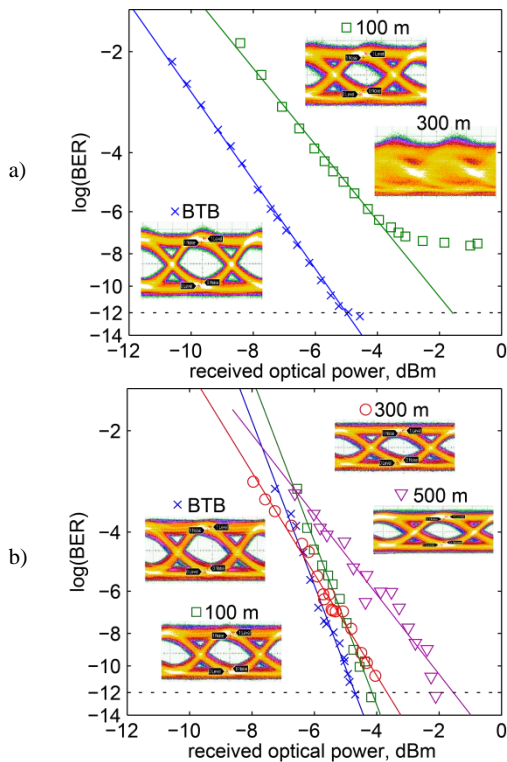 a)
log(BER)
-2
-4
-6
-8
-10
-12
-14
100 m
300 m
BTB
-12 -10 -8 -6 -4 -2 0
received optical power, dBm
b)
log(BER)
-2
-4
-6
-8
-10
-12
-14
300 m
500 m
BTB
100 m
-12 -10 -8 -6 -4 -2 0
received optical power, dBm